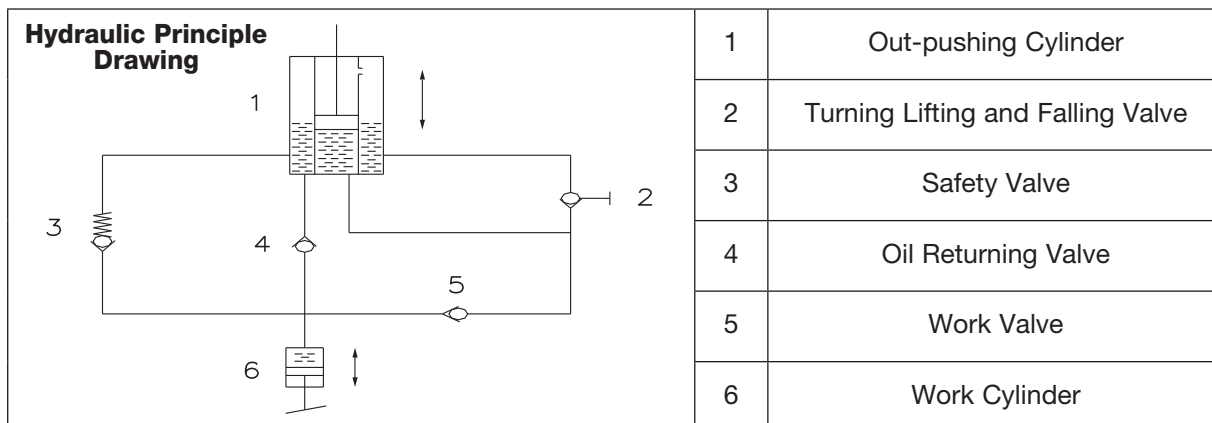 Hydraulic Principle
Drawing
1
2
3
4
5
6
1 Out-pushing Cylinder
2 Turning Lifting and Falling Valve
3 Safety Valve
4 Oil Returning Valve
5 Work Valve
6 Work Cylinder